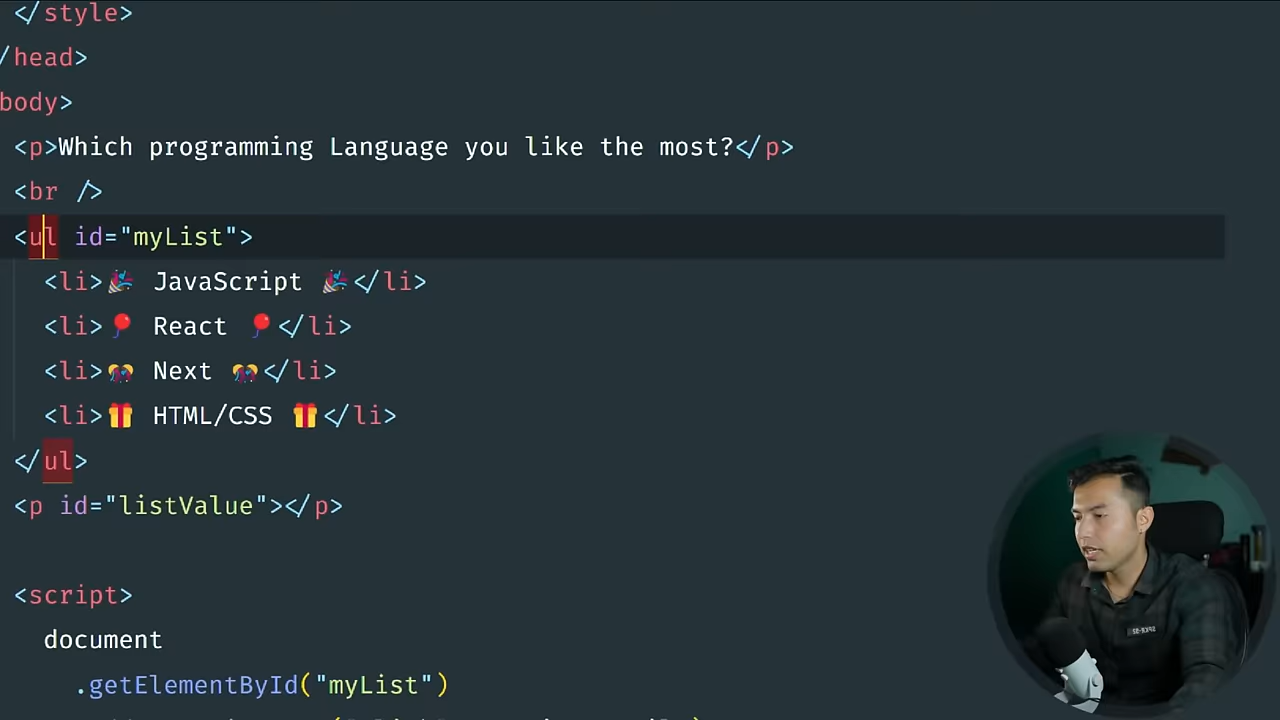 </style>
/head>
body>
<p>Which programming Language you like the most?</p>
<br />
<ul id="myList">
<li>🎉 JavaScript 🎉</li>
<li>🎈 React 🎈</li>
<li>🎊 Next 🎊</li>
<li>🎁 HTML/CSS 🎁</li>
</ul>
<p id="listValue"></p>
<script>
document
.getElementById("myList")